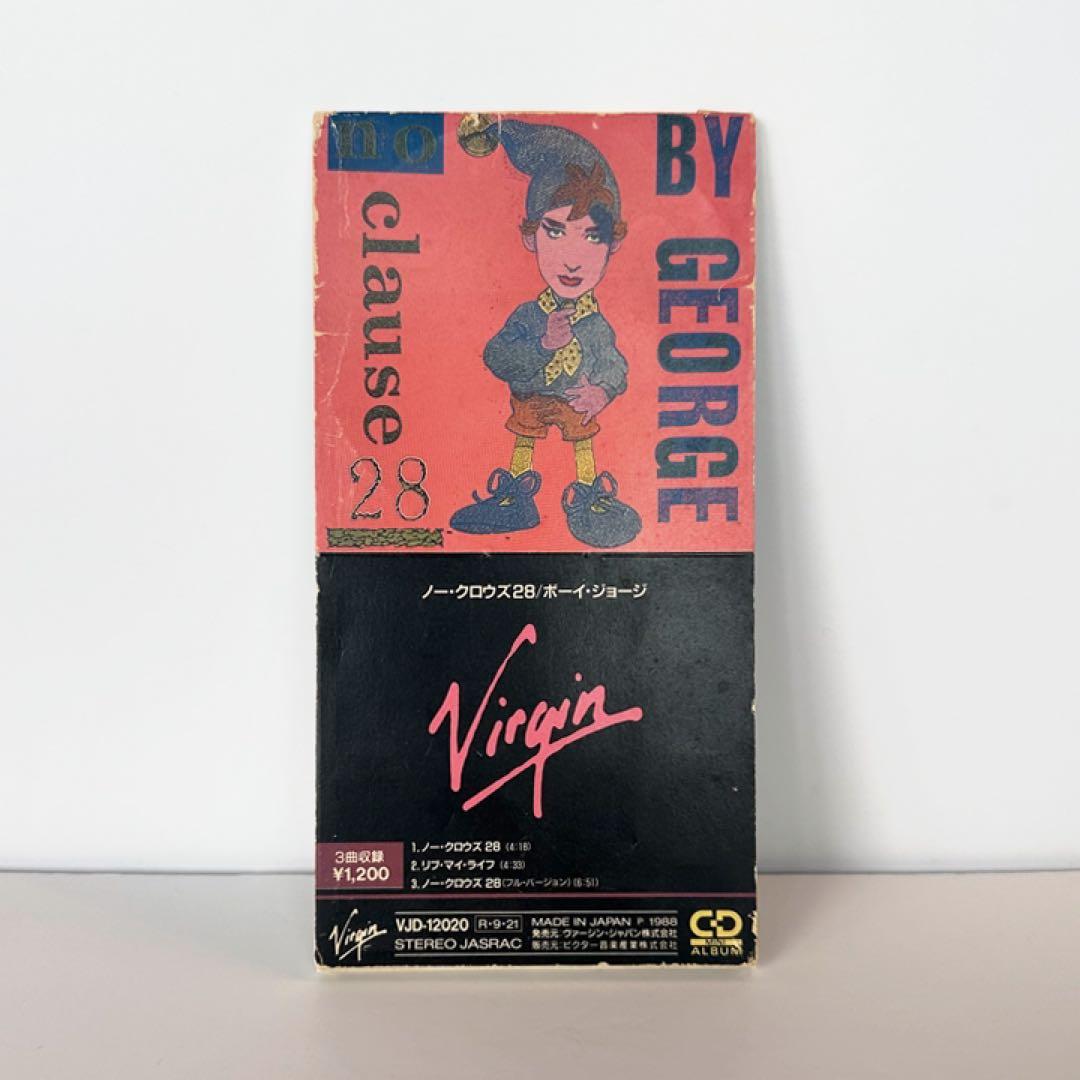 no
clause
28
BY GEORGE
ノー・クロウズ28/ボーイ・ジョージ
Virgin
3曲収録
¥1,200
1.ノー・クロウズ 28 (4:18)
2.リブ・マイ・ライフ (4:33)
3.ノー・クロウズ 28(フル・バージョン)(6:51)
Virgin
VJD-12020 R・9・21
STEREO JASRAC
MADE IN JAPAN ℗ 1988
発売元:ヴァージン・ジャパン株式会社
販売元:ビクター音楽産業株式会社
CD
MINI
ALBUM